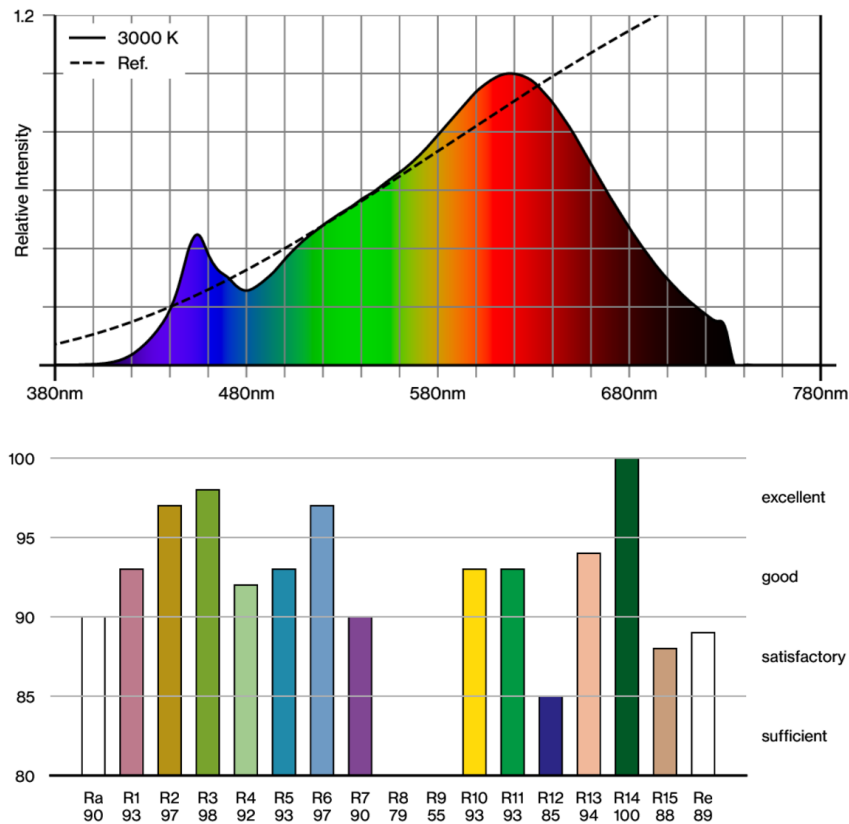 1.2
3000 K
Ref.
Relative Intensity
380nm 480nm 580nm 680nm 780nm
100
excellent
95
good
90
satisfactory
85
sufficient
80
Ra R1 R2 R3 R4 R5 R6 R7 R8 R9 R10 R11 R12 R13 R14 R15 Re
90 93 97 98 92 93 97 90 79 55 93 93 85 94 100 88 89